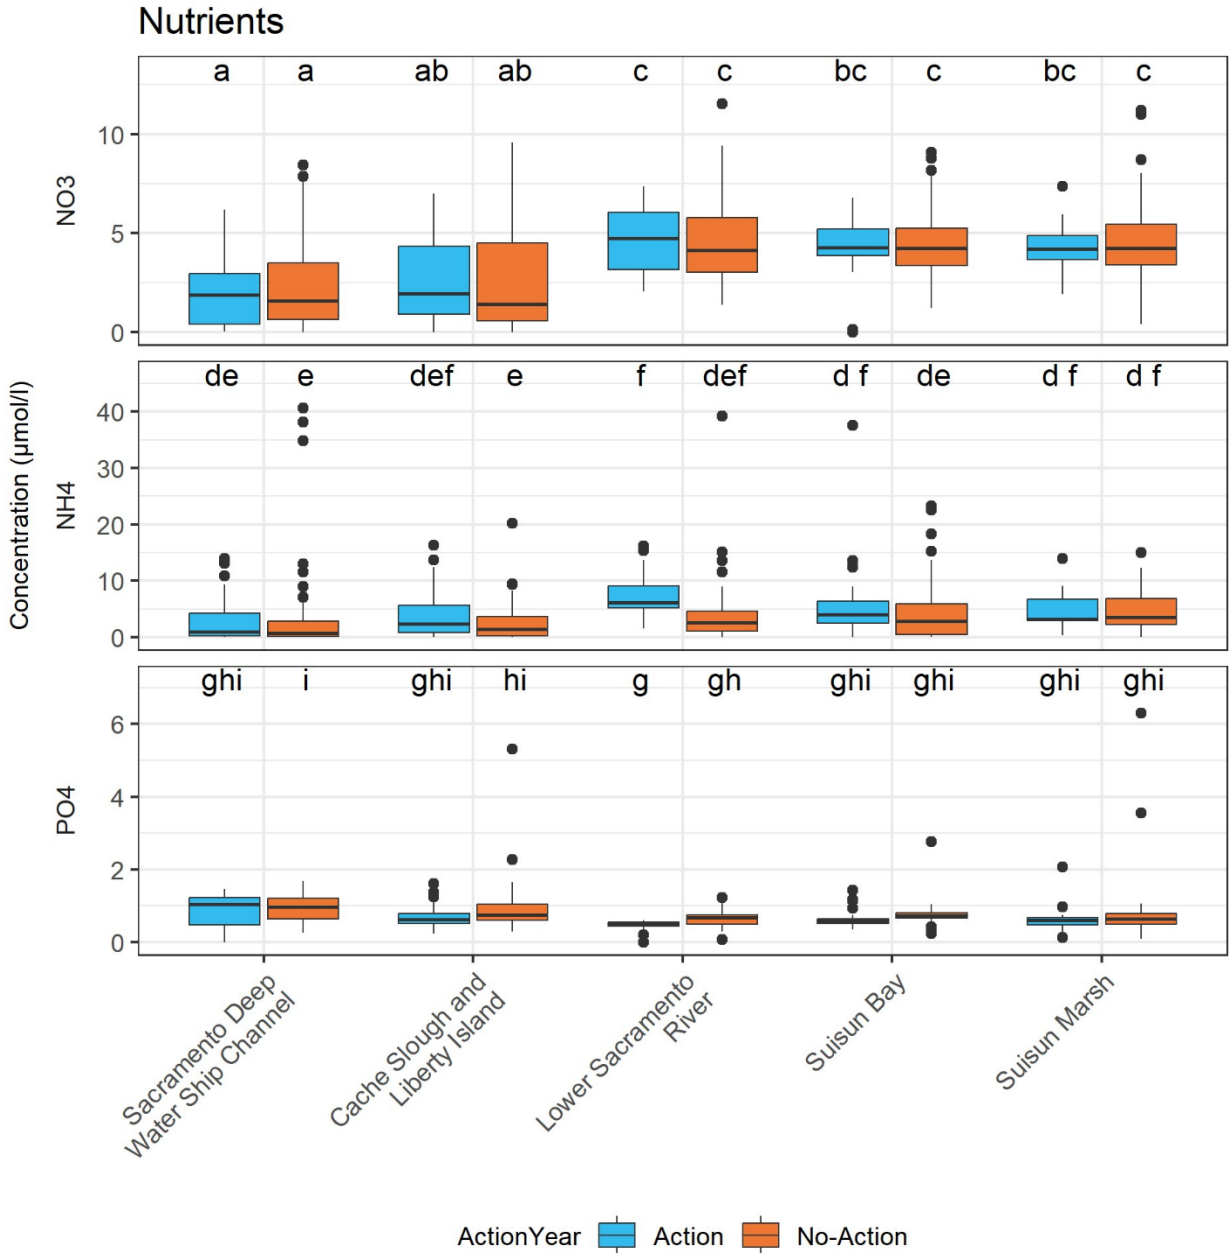 Nutrients
a a ab ab c c bc c bc c
10
5
0
NO3
de e def e f def d f de d f d f
40
30
20
10
0
NH4
Concentration (µmol/l)
ghi i ghi hi g gh ghi ghi ghi ghi
6
4
2
0
PO4
Sacramento Deep
Water Ship Channel
Cache Slough and
Liberty Island
Lower Sacramento
River
Suisun Bay
Suisun Marsh
ActionYear Action No-Action